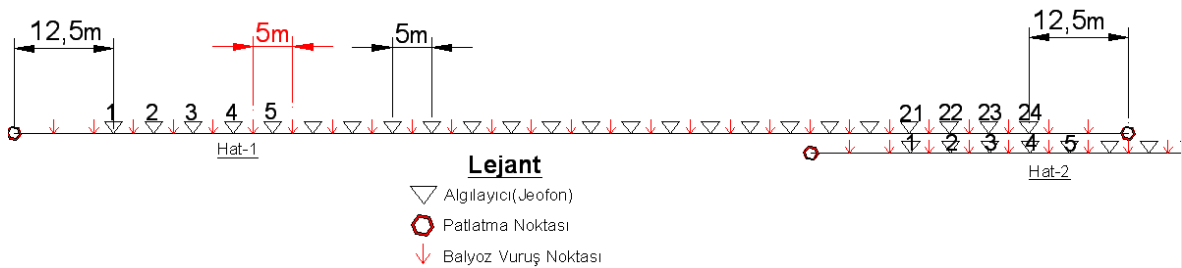 12,5m
5m
5m
12,5m
1 2 3 4 5 21 22 23 24
1 2 3 4 5
Hat-1
Hat-2
Lejant
Algılayıcı(Jeofon)
Patlatma Noktası
Balyoz Vuruş Noktası